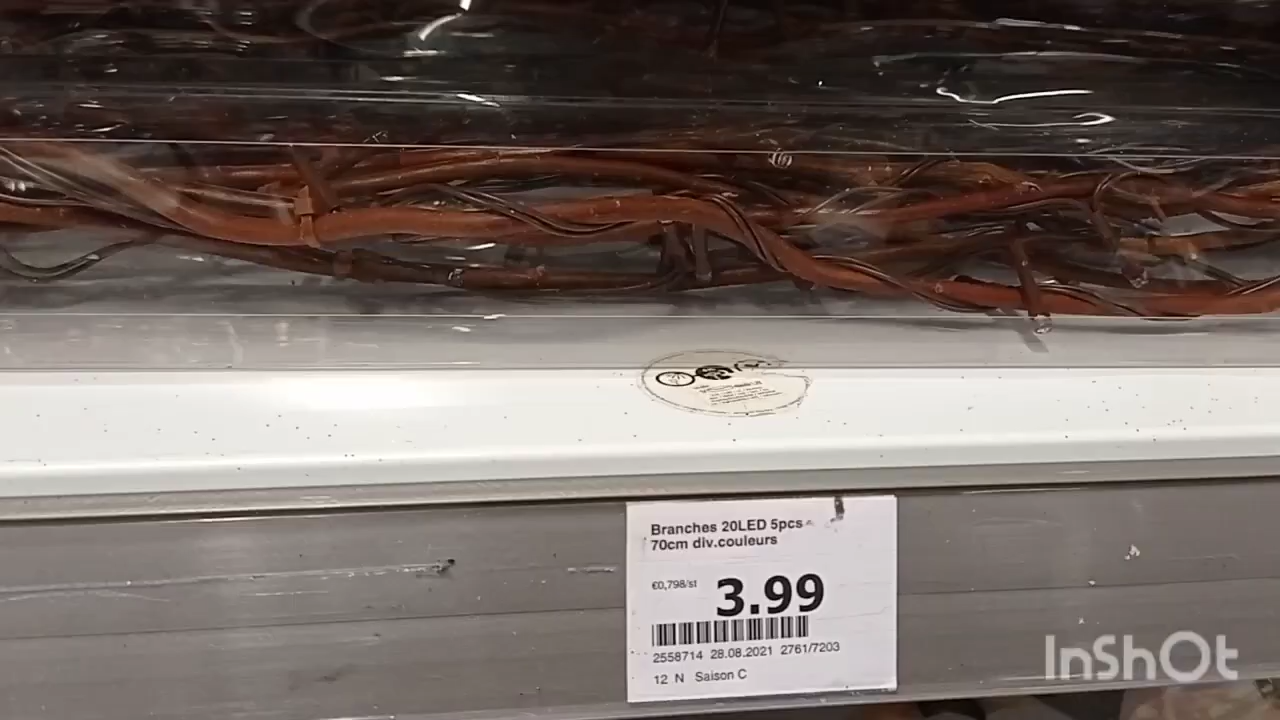 Branches 20LED 5pcs
70cm div.couleurs
€0,798/st
3.99
2558714 28.08.2021 2761/7203
12 N Saison C
InShOt